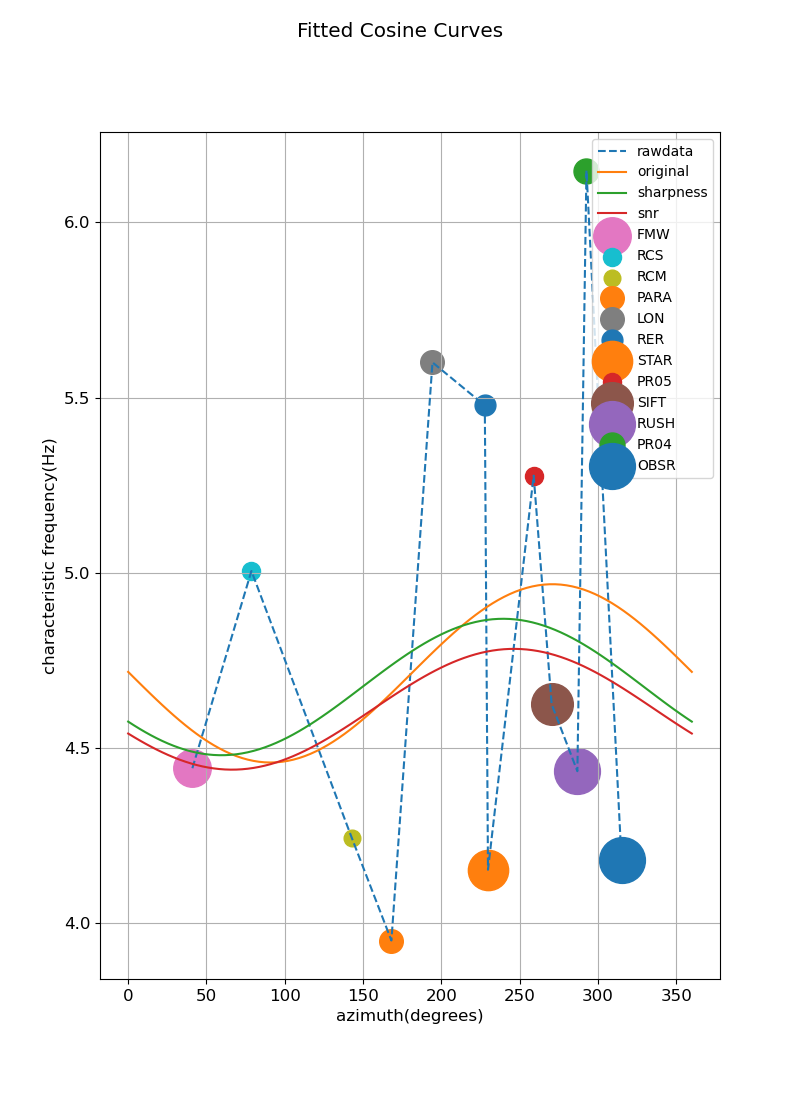 Fitted Cosine Curves
rawdata
original
sharpness
snr
FMW
RCS
RCM
PARA
LON
RER
STAR
PR05
SIFT
RUSH
PR04
OBSR
characteristic frequency(Hz)
6.0
5.5
5.0
4.5
4.0
0 50 100 150 200 250 300 350
azimuth(degrees)